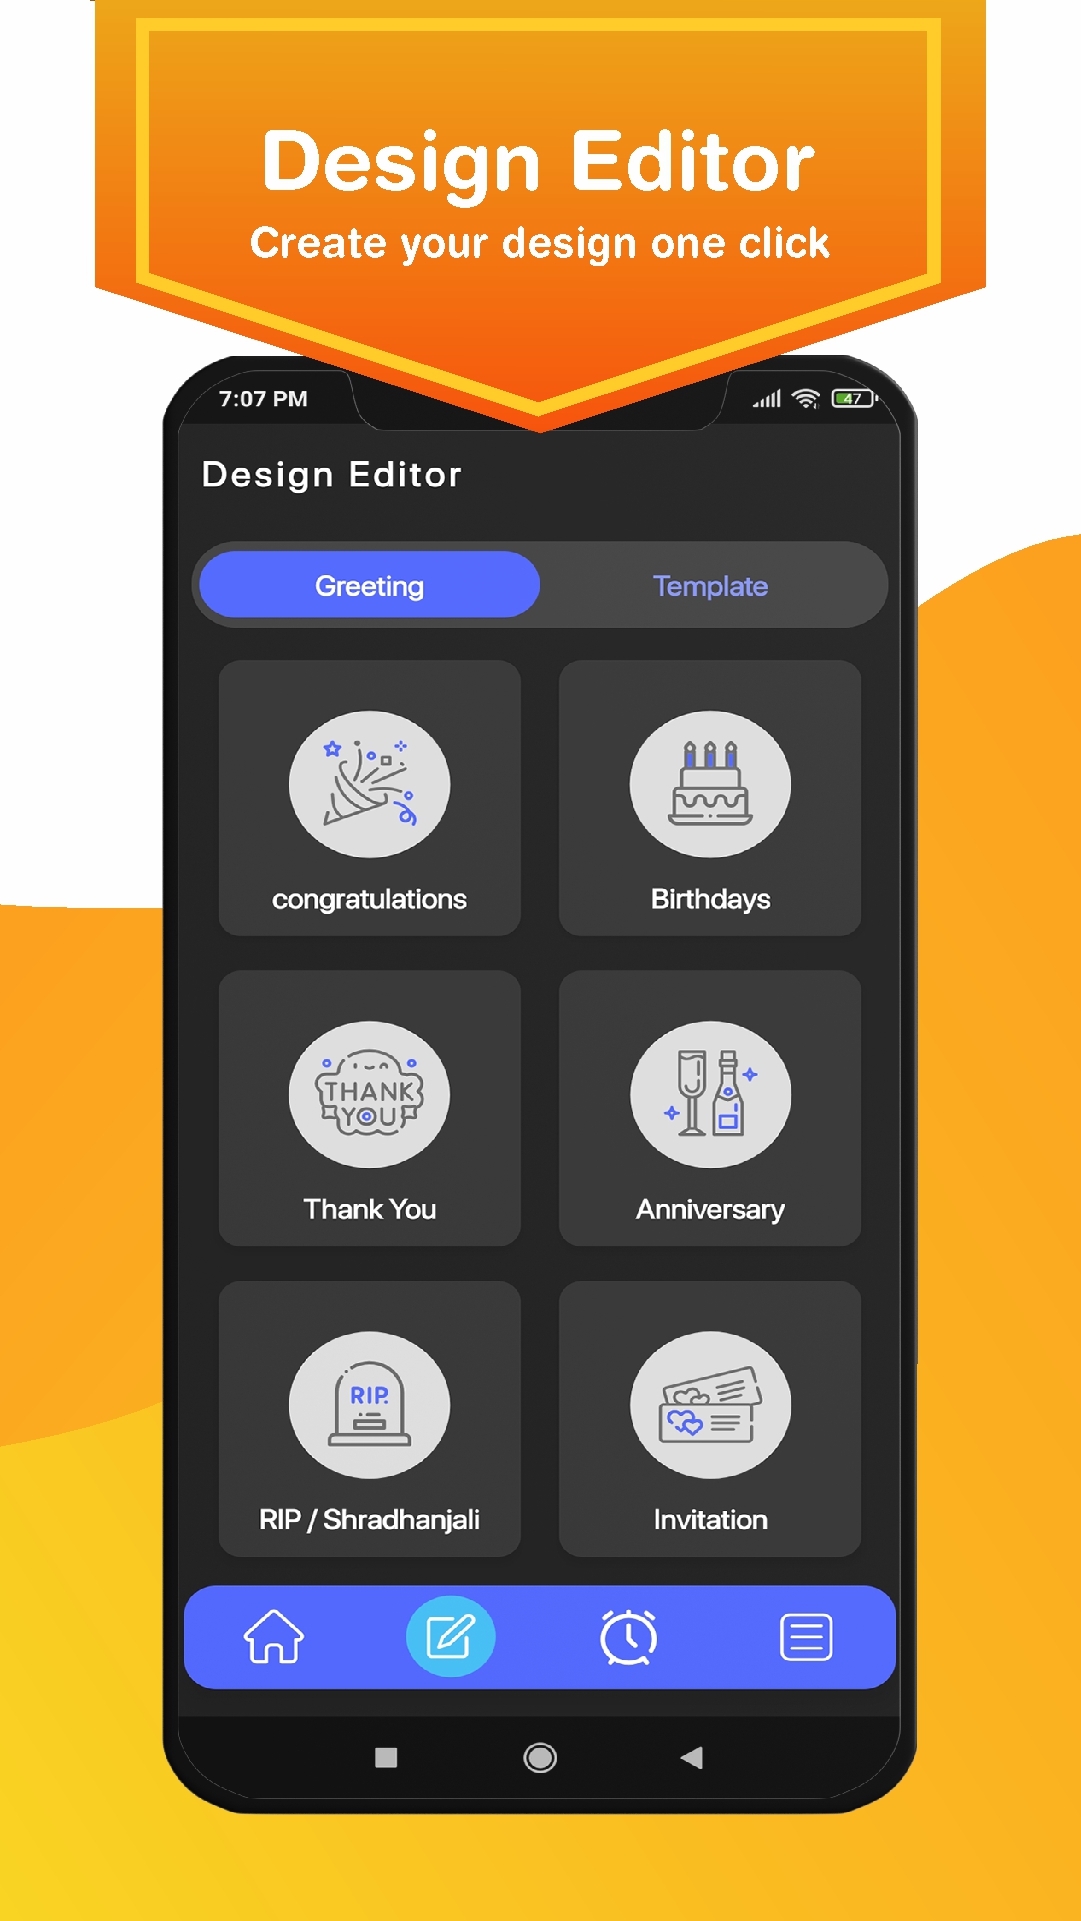 Design Editor
Create your design one click
7:07 PM
47
Design Editor
Greeting
Template
congratulations
Birthdays
THANK
YOU
Thank You
Anniversary
RIP.
RIP / Shradhanjali
Invitation